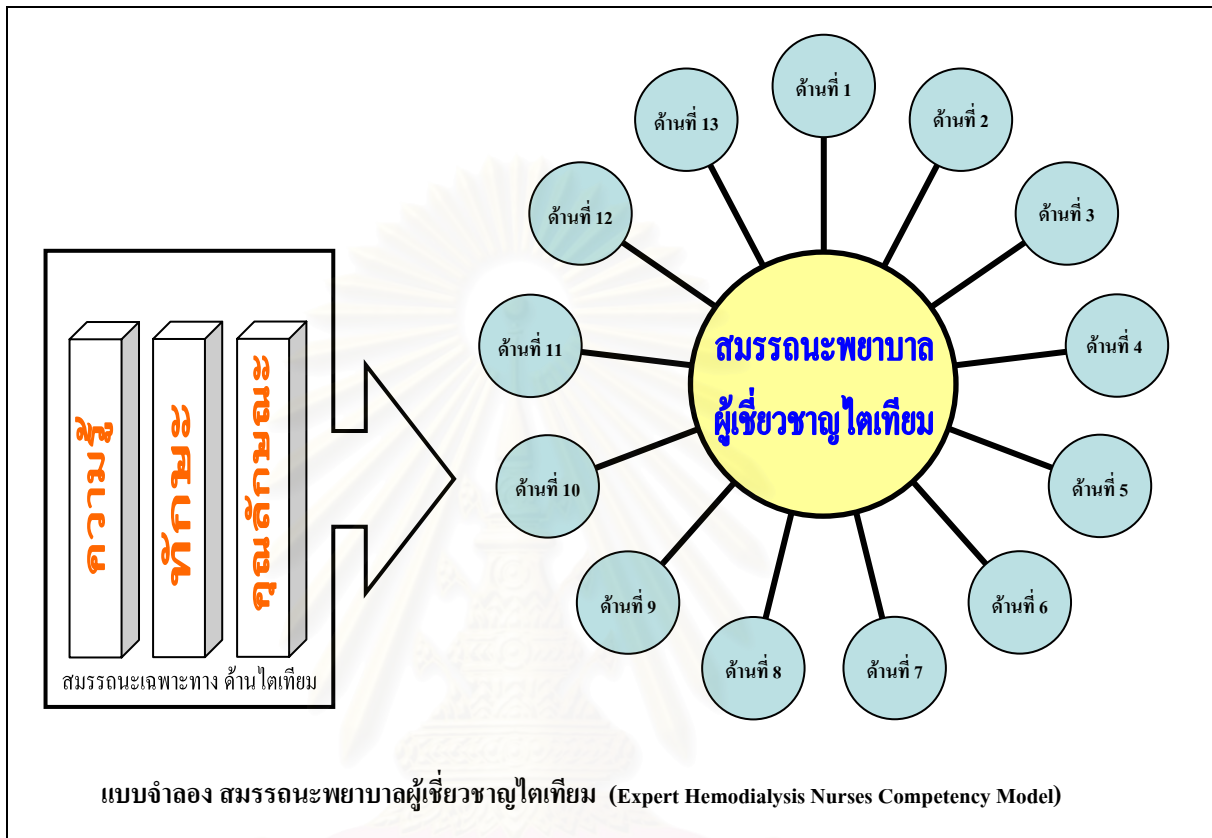 ด้านที่ 1
ด้านที่ 2
ด้านที่ 3
ด้านที่ 4
ด้านที่ 5
ด้านที่ 6
ด้านที่ 7
ด้านที่ 8
ด้านที่ 9
ด้านที่ 10
ด้านที่ 11
ด้านที่ 12
ด้านที่ 13
สมรรถนะพยาบาล
ผู้เชี่ยวชาญไตเทียม
ความรู้
ทักษะ
คุณลักษณะ
สมรรถนะเฉพาะทาง ด้านไตเทียม
แบบจำลอง สมรรถนะพยาบาลผู้เชี่ยวชาญไตเทียม (Expert Hemodialysis Nurses Competency Model)